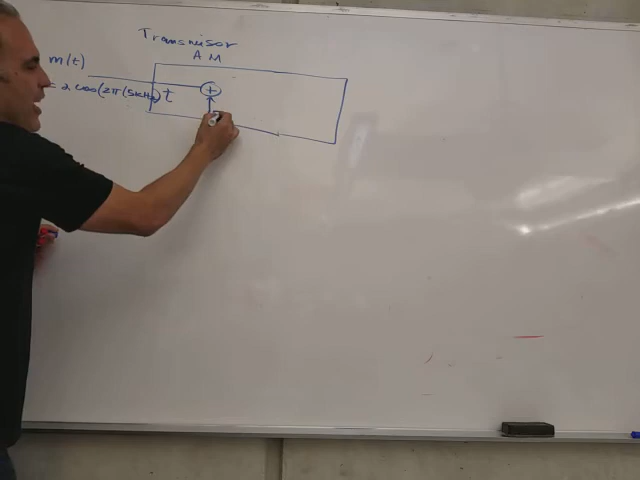 Transmisor
AM
m(t)
= 2 cos(2π(5kHz)t
+